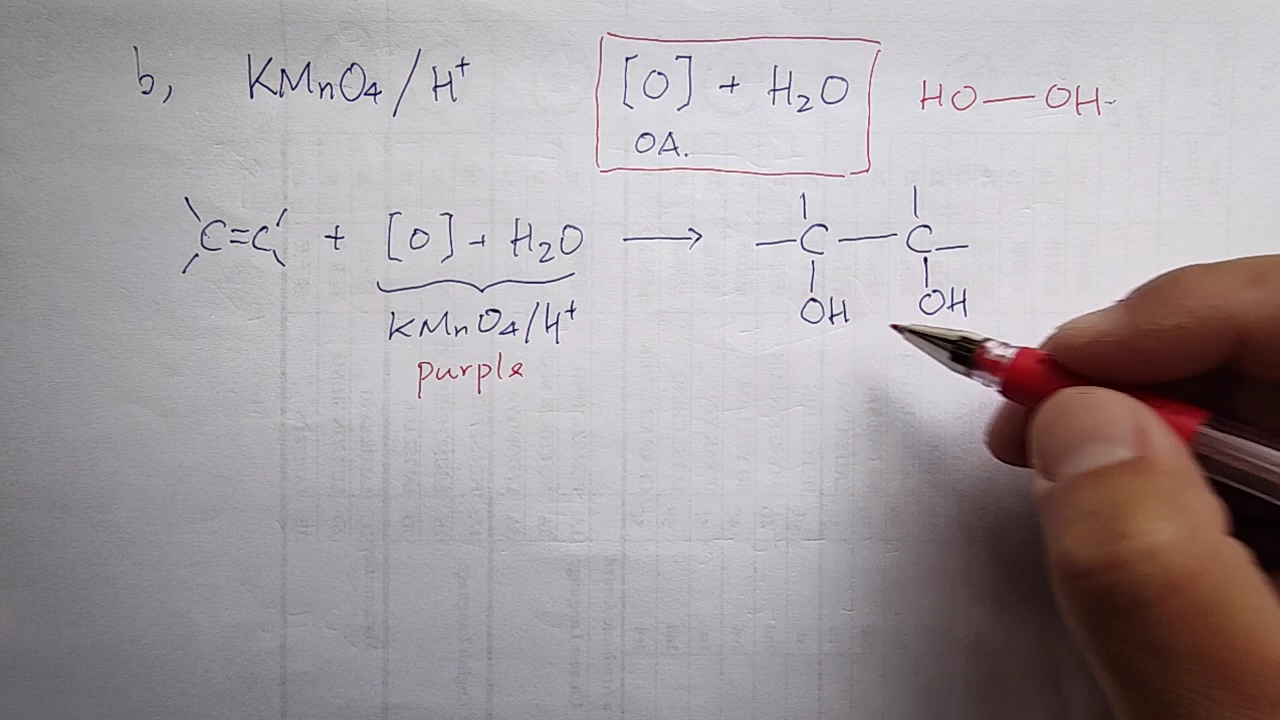 b, KMnO4/H+ [O] + H2O HO—OH
OA.
C=C + [O] + H2O → —C—C—
OH OH
KMnO4/H+
purple